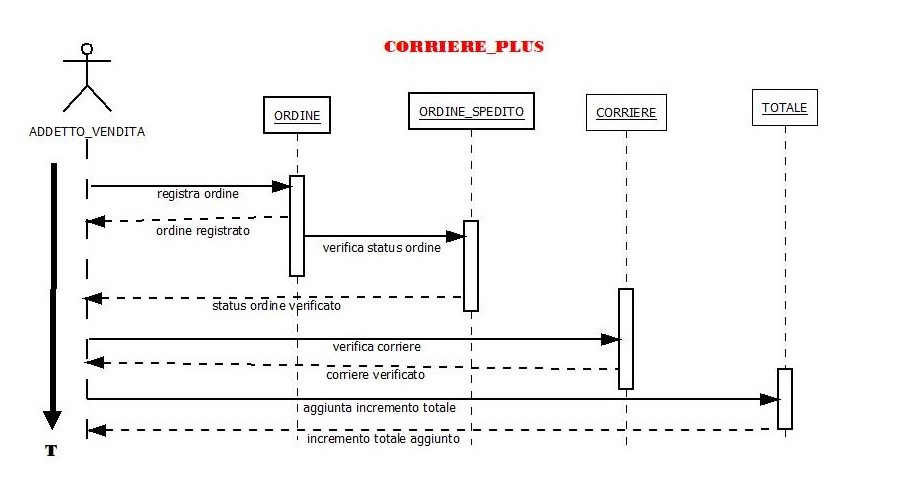 CORRIERE_PLUS
ADDETTO_VENDITA
ORDINE
ORDINE_SPEDITO
CORRIERE
TOTALE
registra ordine
ordine registrato
verifica status ordine
status ordine verificato
verifica corriere
corriere verificato
aggiunta incremento totale
incremento totale aggiunto
T